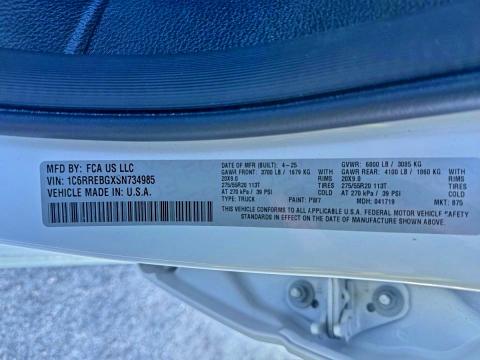 MFD BY: FCA US LLC
VIN: 1C6RREBGXSN734985
VEHICLE MADE IN: U.S.A.
DATE OF MFR (BUILT): 4-25 GVWR: 6800 LB / 3085 KG
GAWR FRONT: 3700 LB / 1679 KG WITH GAWR REAR: 4100 LB / 1860 KG WITH
20X9.0 RIMS 20X9.0 RIMS
275/55R20 113T TIRES 275/55R20 113T TIRES
AT 270 kPa / 39 PSI COLD AT 270 kPa / 39 PSI COLD
TYPE: TRUCK PAINT: PW7 MDH: 041719 MKT: 875
THIS VEHICLE CONFORMS TO ALL APPLICABLE U.S.A. FEDERAL MOTOR VEHICLE SAFETY
STANDARDS IN EFFECT ON THE DATE OF MANUFACTURE SHOWN ABOVE.